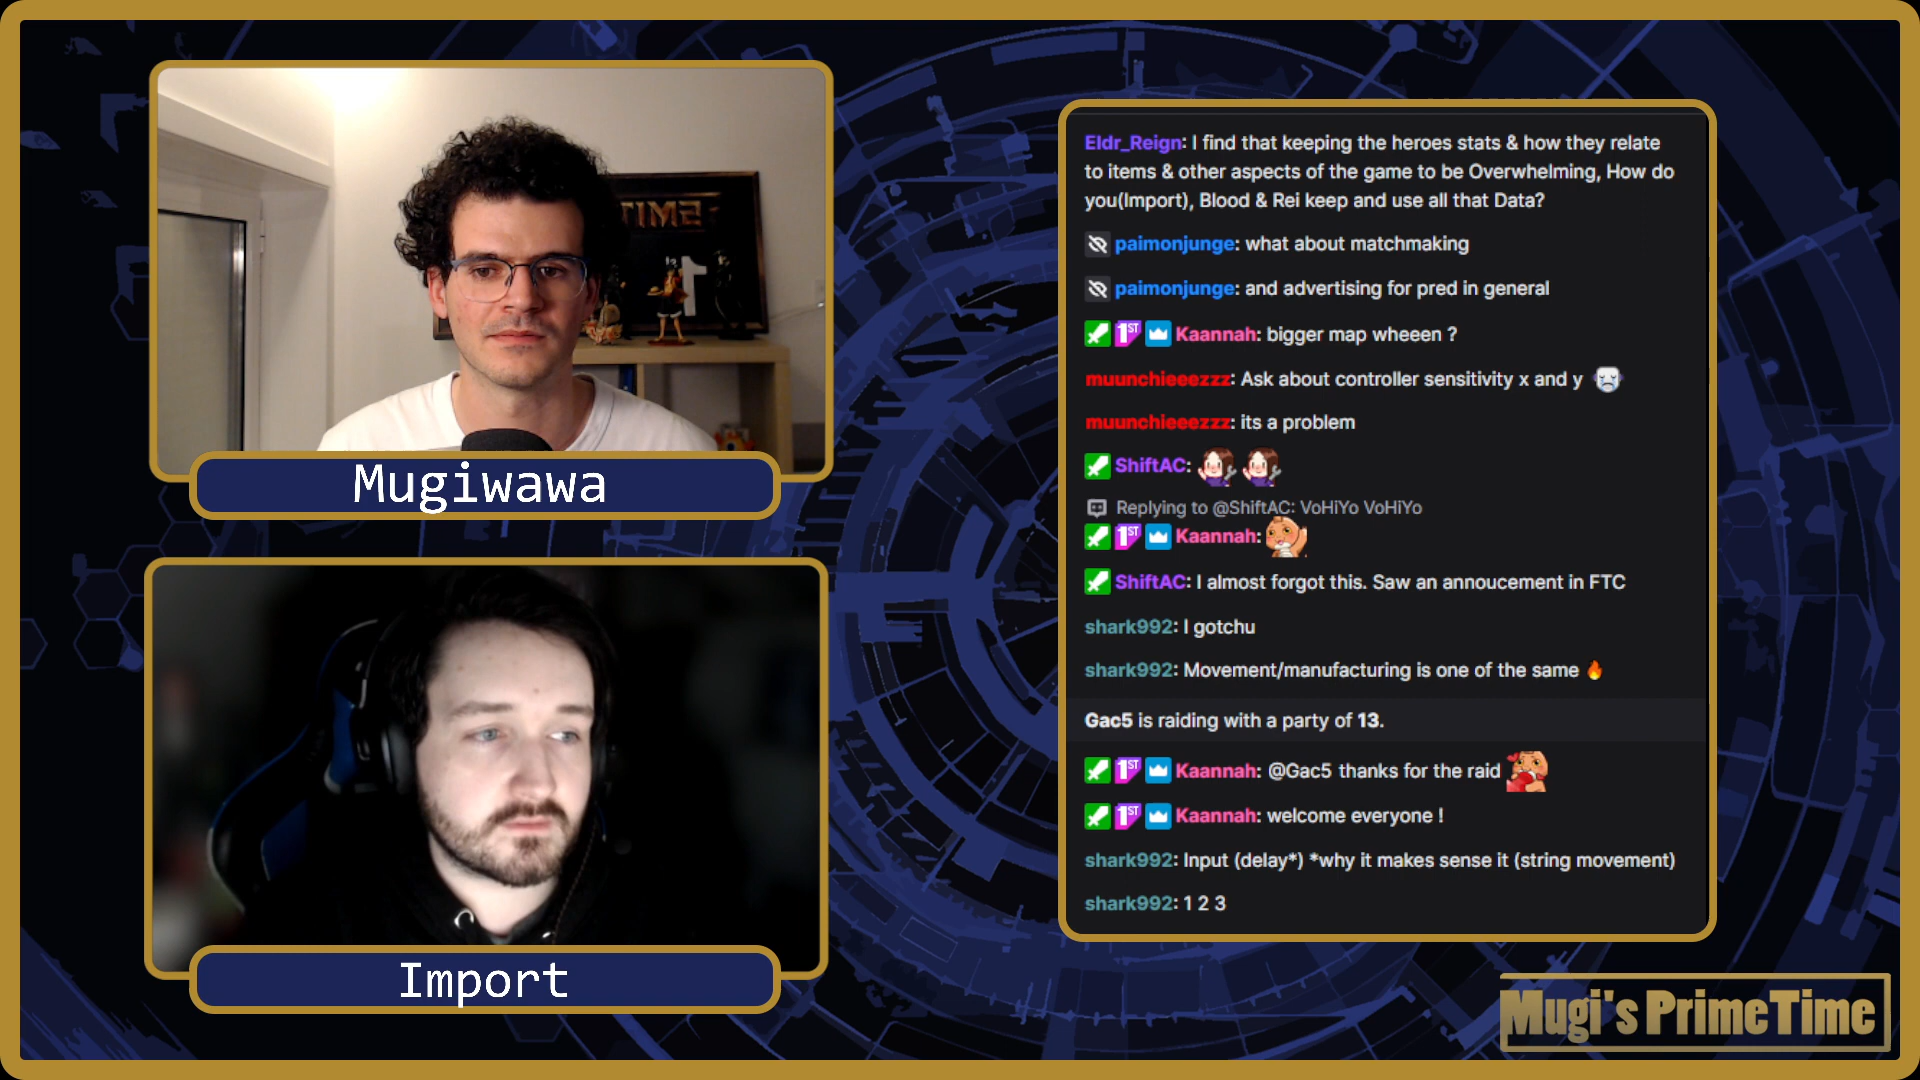 TIME
Mugiwawa
Import
Eldr_Reign: I find that keeping the heroes stats & how they relate
to items & other aspects of the game to be Overwhelming, How do
you(Import), Blood & Rei keep and use all that Data?
paimonjunge: what about matchmaking
paimonjunge: and advertising for pred in general
1ST Kaannah: bigger map wheeen ?
muunchieeezzz: Ask about controller sensitivity x and y
muunchieeezzz: its a problem
ShiftAC:
Replying to @ShiftAC: VoHiYo VoHiYo
1ST Kaannah:
ShiftAC: I almost forgot this. Saw an annoucement in FTC
shark992: I gotchu
shark992: Movement/manufacturing is one of the same 🔥
Gac5 is raiding with a party of 13.
1ST Kaannah: @Gac5 thanks for the raid
1ST Kaannah: welcome everyone !
shark992: Input (delay*) *why it makes sense it (string movement)
shark992: 1 2 3
Mugi's PrimeTime